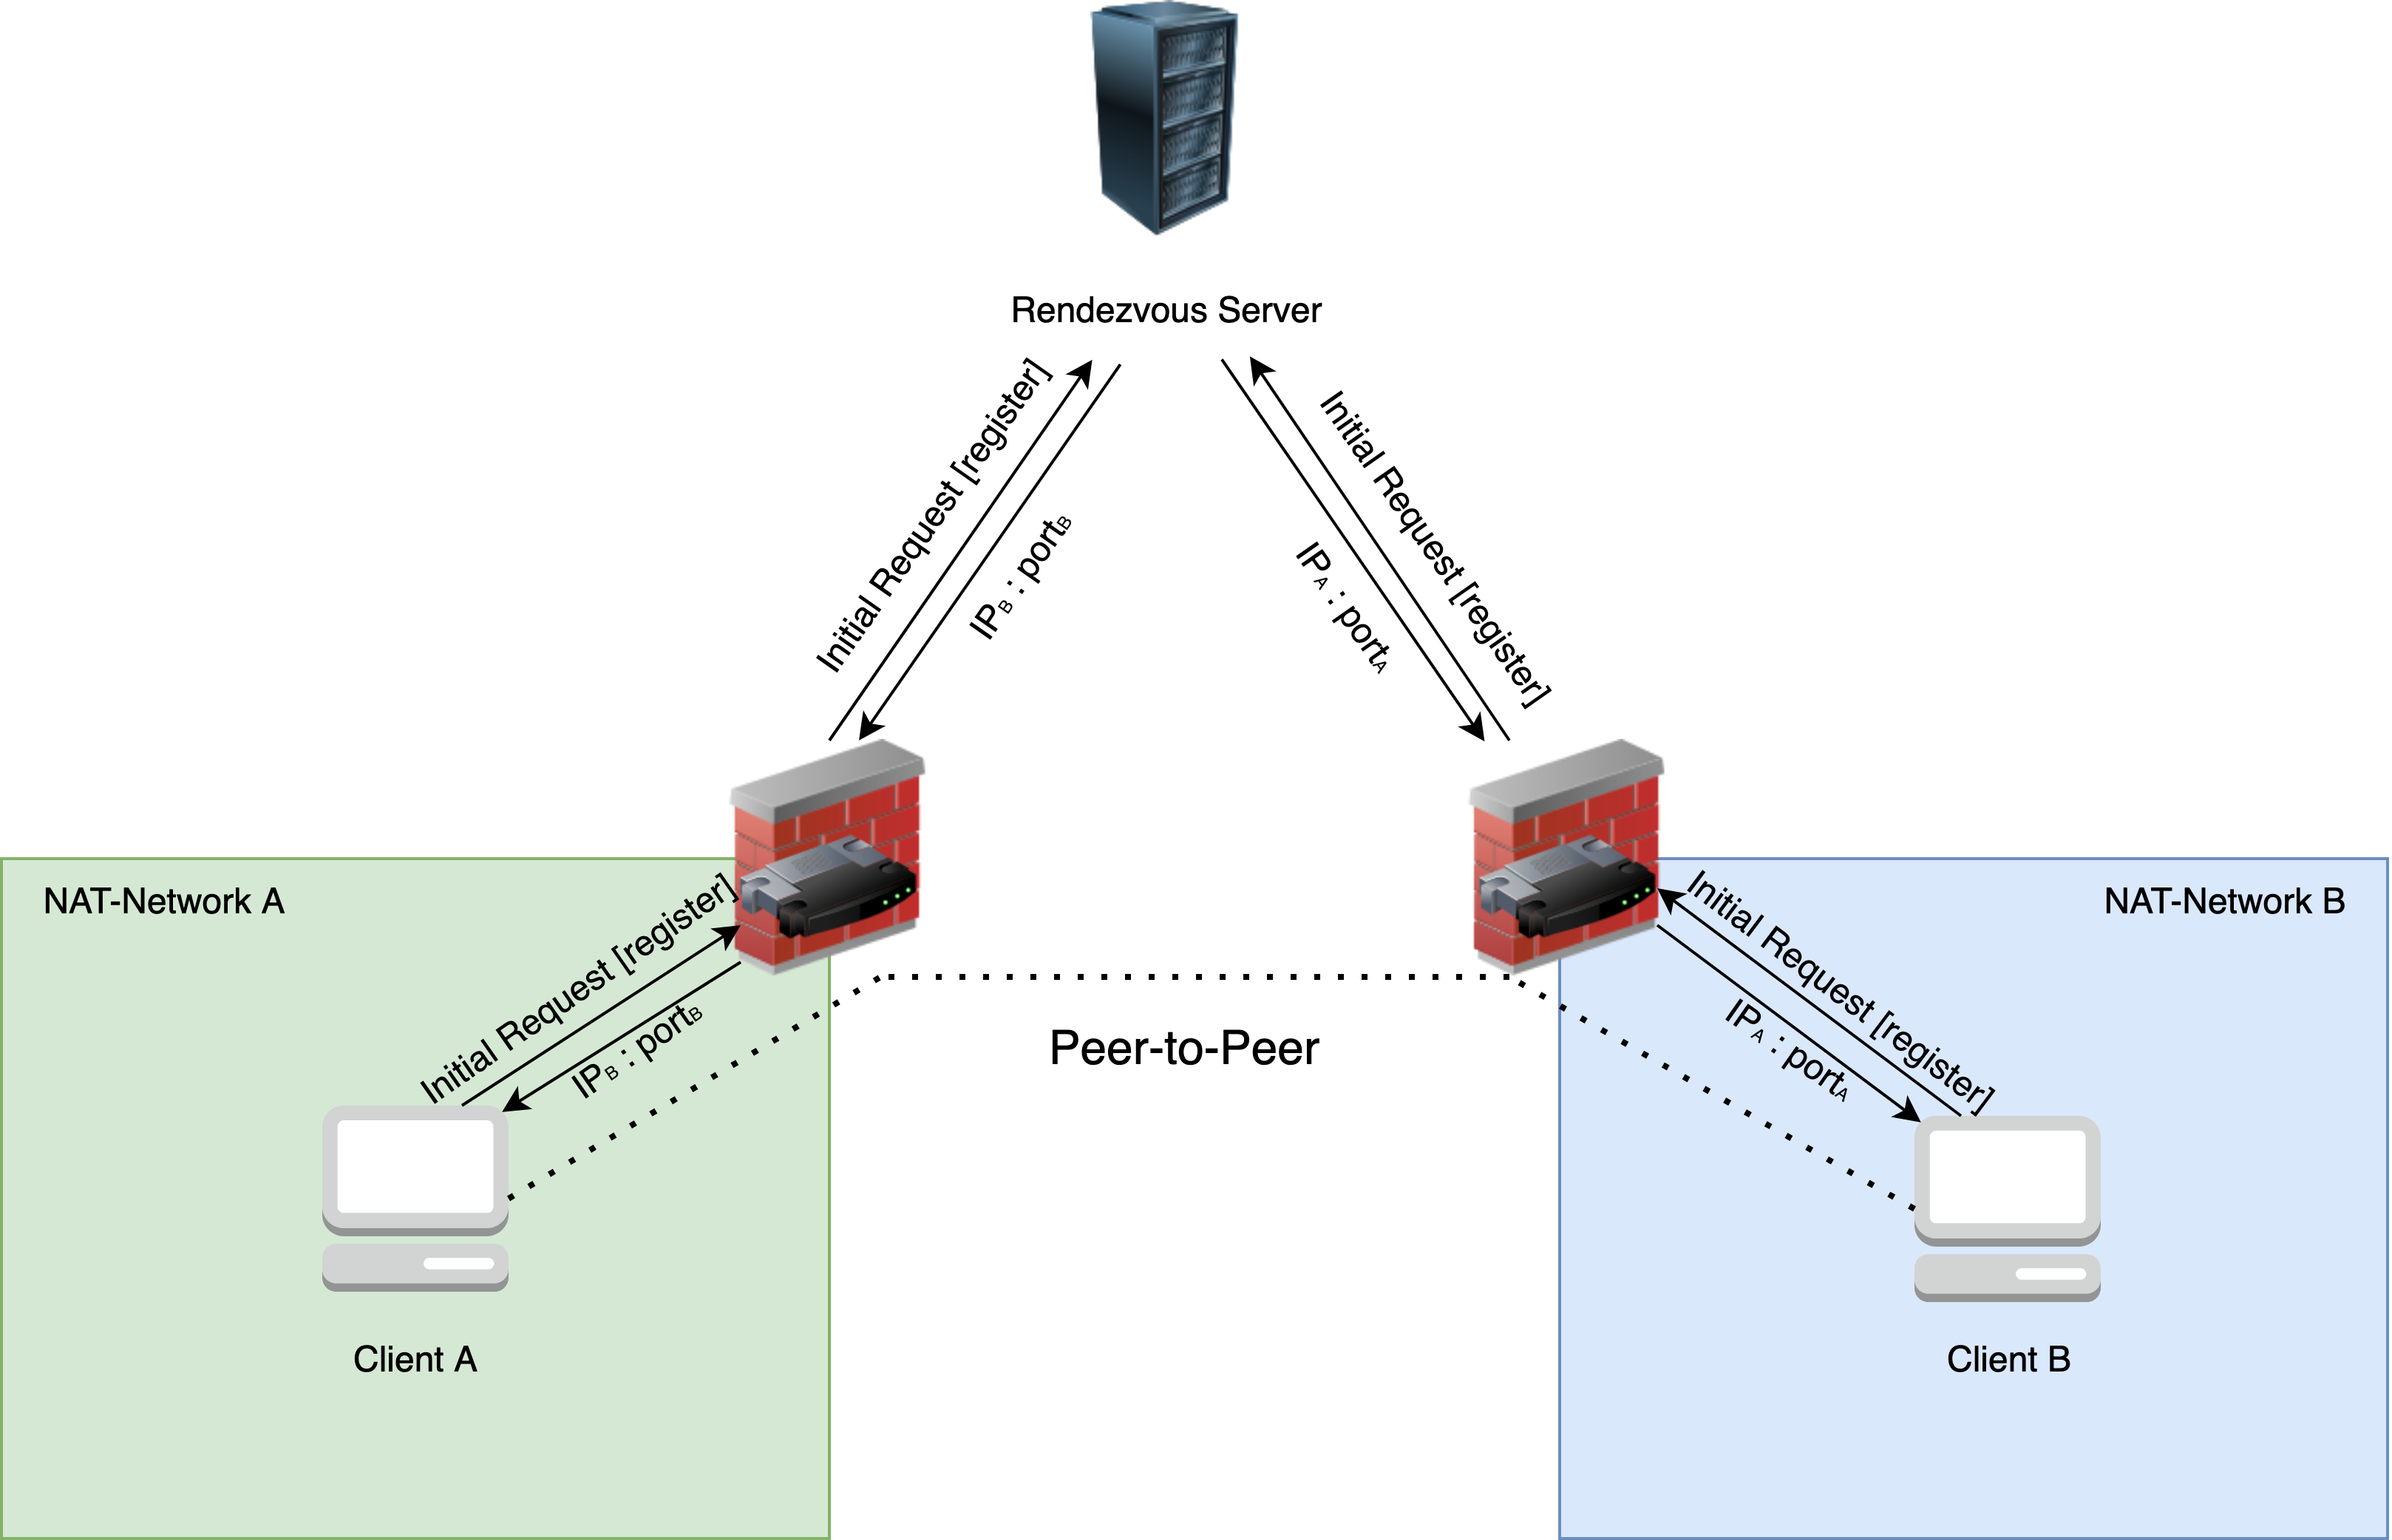 Rendezvous Server
Initial Request [register]
IP_B : port_B
IP_A : port_A
Initial Request [register]
NAT-Network A
Initial Request [register]
IP_B : port_B
Client A
Peer-to-Peer
NAT-Network B
Initial Request [register]
IP_A : port_A
Client B